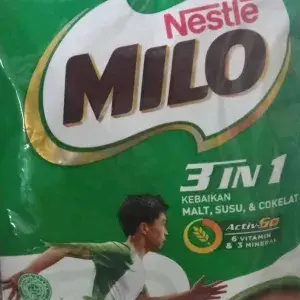 Nestlé
MILO
3 IN 1
KEBAIKAN
MALT, SUSU, & COKELAT
Activ-Go
6 VITAMIN
& 3 MINERAL